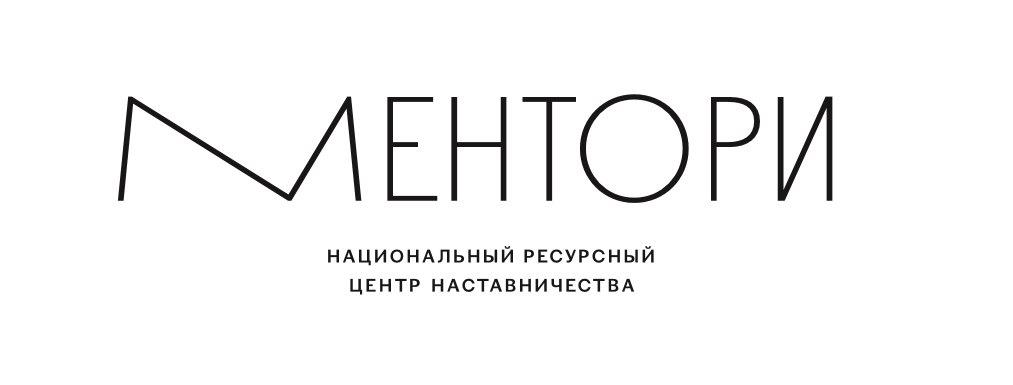 МЕНТОРИ
НАЦИОНАЛЬНЫЙ РЕСУРСНЫЙ
ЦЕНТР НАСТАВНИЧЕСТВА